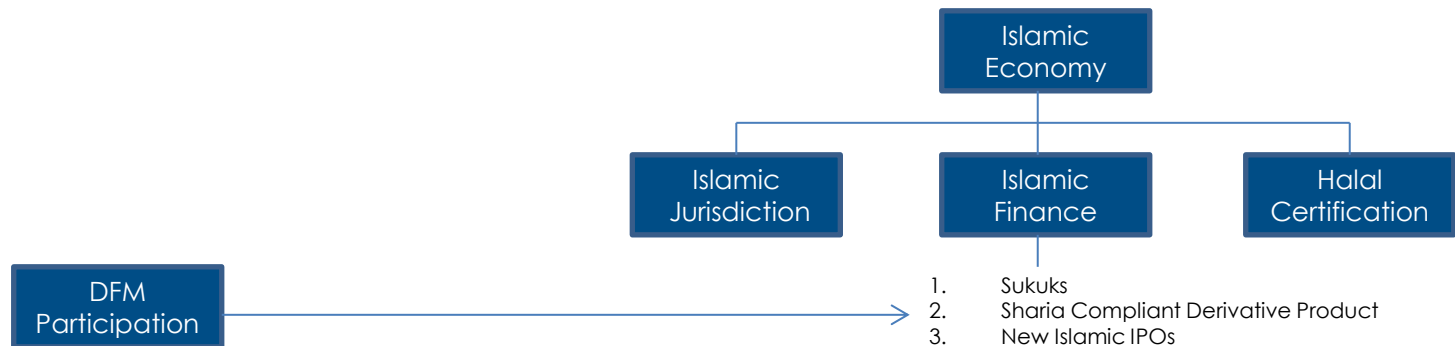 Islamic
Economy
Islamic
Jurisdiction
Islamic
Finance
Halal
Certification
DFM
Participation
1. Sukuks
2. Sharia Compliant Derivative Product
3. New Islamic IPOs